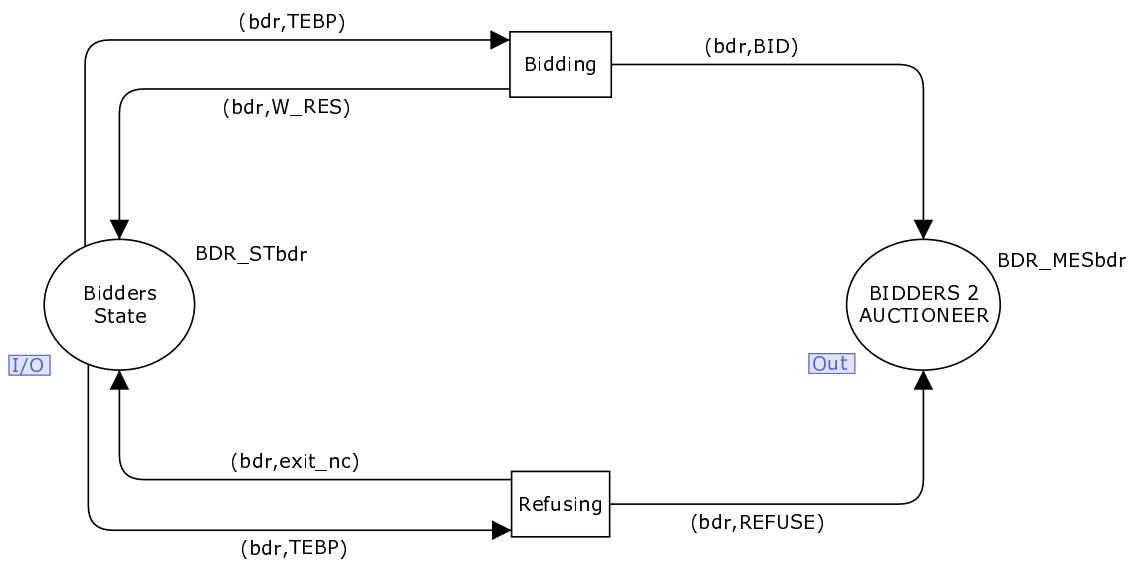 (bdr,TEBP)
Bidding
(bdr,BID)
(bdr,W_RES)
BDR_STbdr
BDR_MESbdr
Bidders
State
BIDDERS 2
AUCTIONEER
I/O
Out
(bdr,exit_nc)
Refusing
(bdr,REFUSE)
(bdr,TEBP)